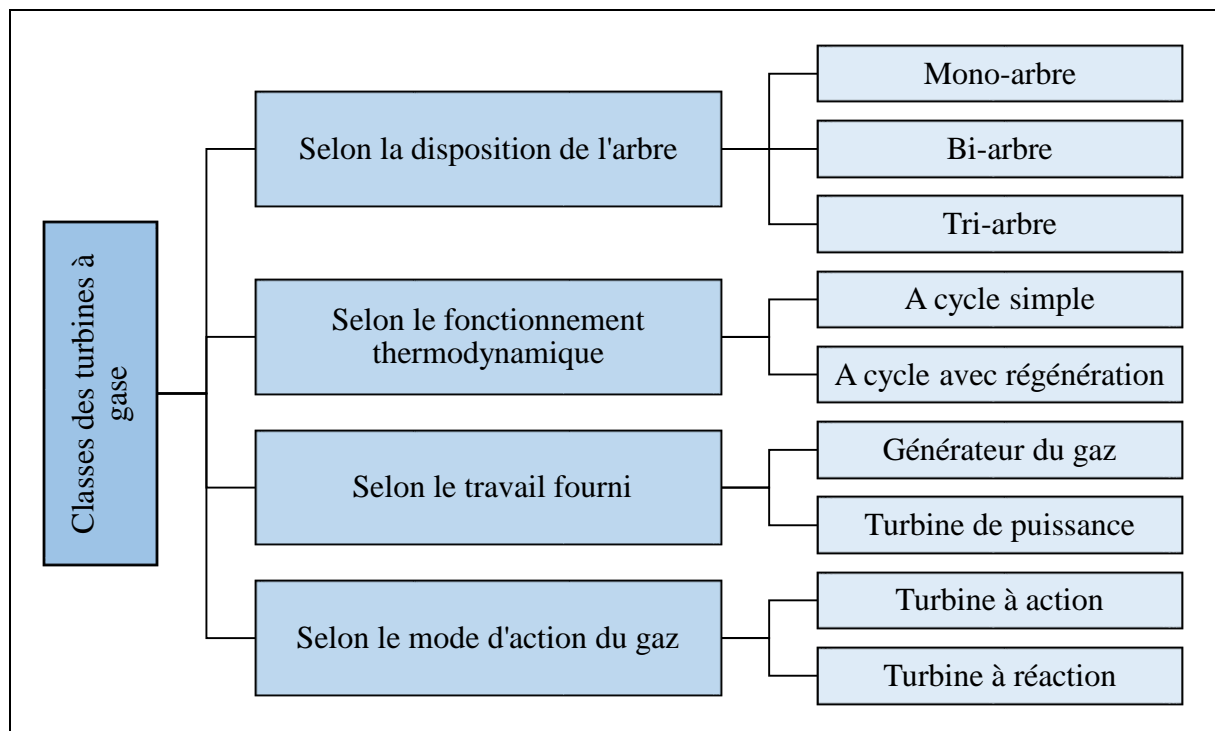 Classes des turbines à
gase
Selon la disposition de l'arbre
Mono-arbre
Bi-arbre
Tri-arbre
Selon le fonctionnement
thermodynamique
A cycle simple
A cycle avec régénération
Selon le travail fourni
Générateur du gaz
Turbine de puissance
Selon le mode d'action du gaz
Turbine à action
Turbine à réaction